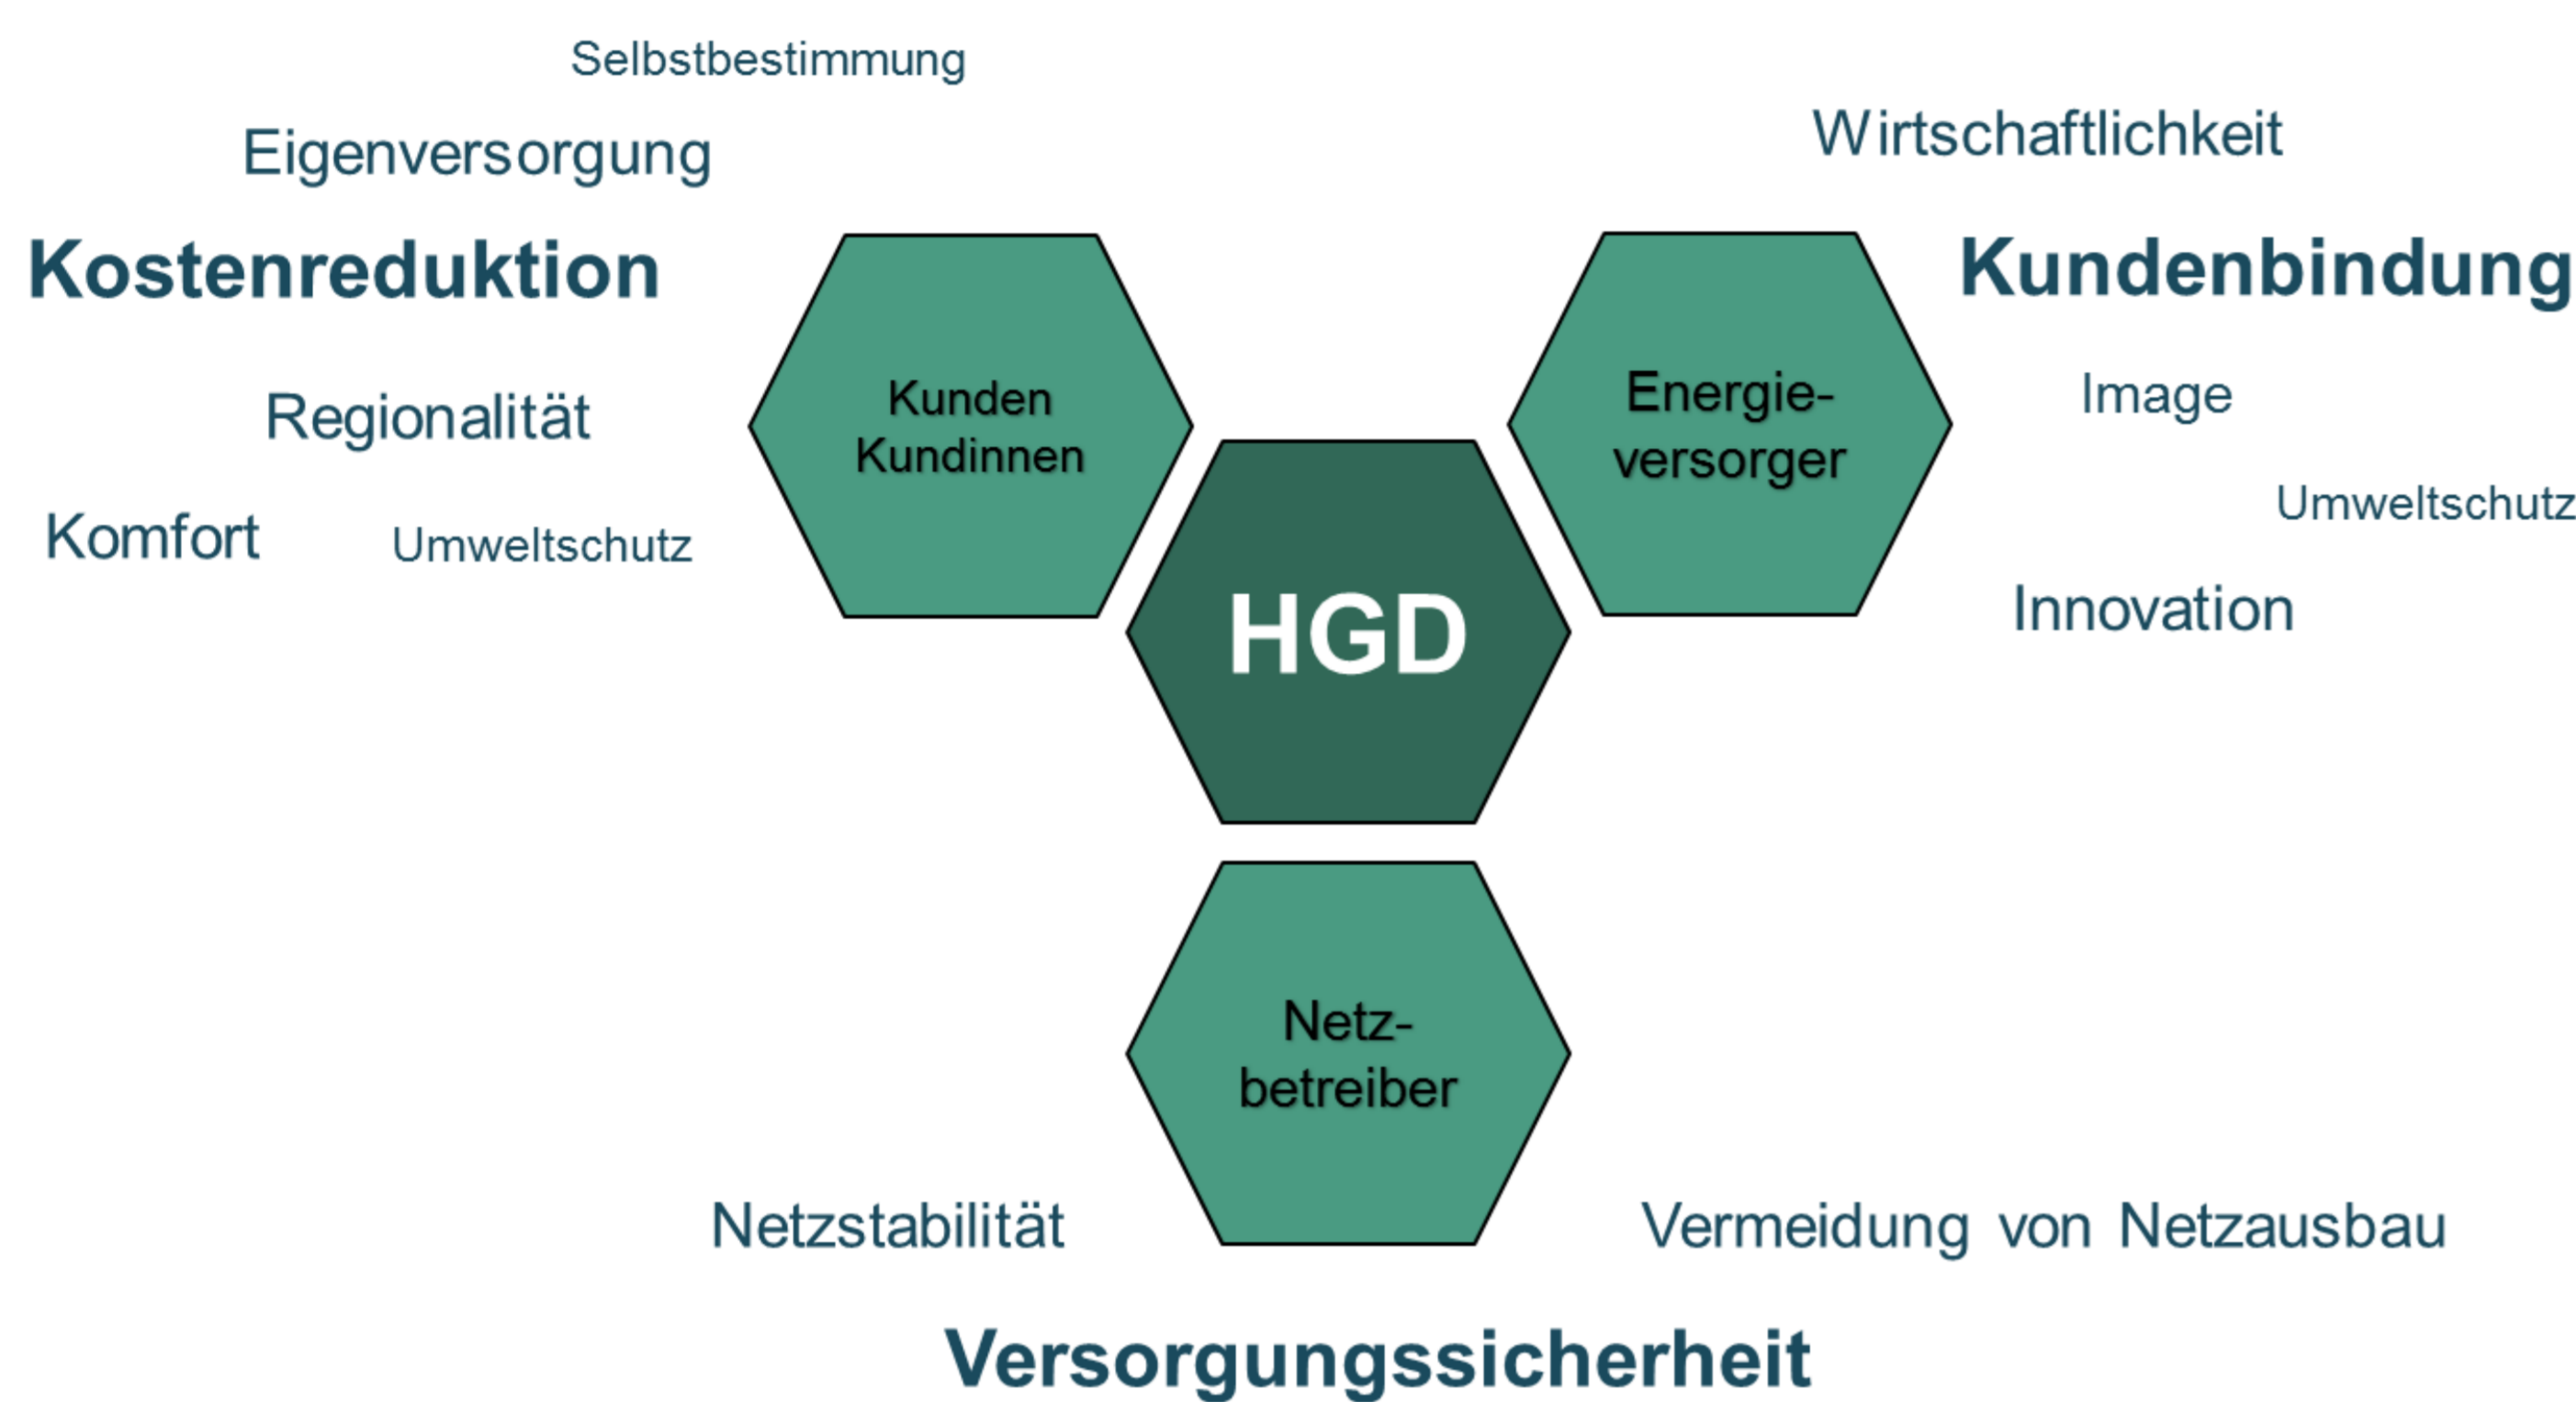 Selbstbestimmung
Eigenversorgung
Kostenreduktion
Regionalität
Komfort
Umweltschutz
Kunden
Kundinnen
HGD
Energie-
versorger
Wirtschaftlichkeit
Kundenbindung
Image
Umweltschutz
Innovation
Netz-
betreiber
Netzstabilität
Vermeidung von Netzausbau
Versorgungssicherheit